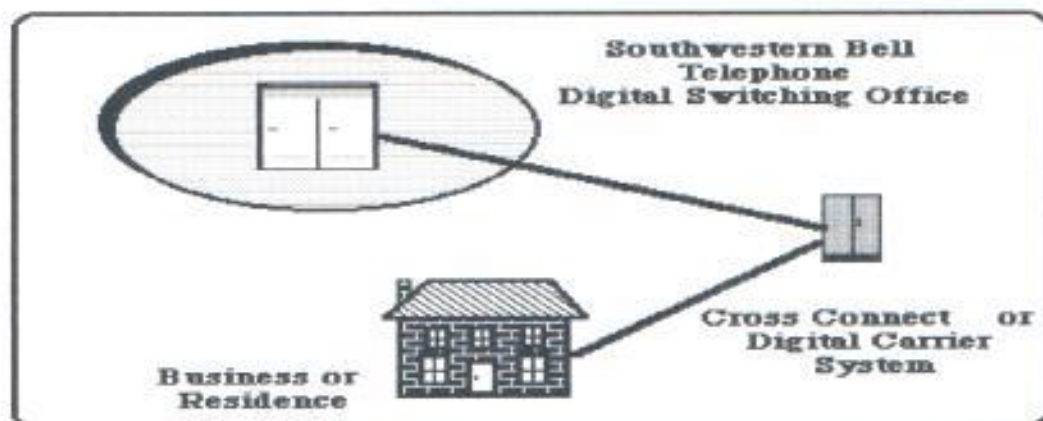 Southwestern Bell
Telephone
Digital Switching Office
Cross Connect or
Digital Carrier
System
Business or
Residence